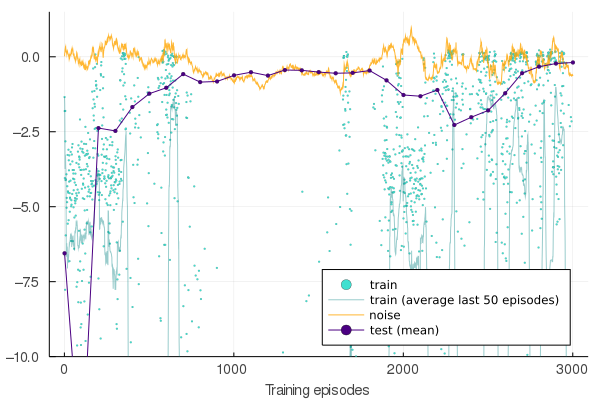 0.0
−2.5
−5.0
−7.5
−10.0
train
train (average last 50 episodes)
noise
test (mean)
0 1000 2000 3000
Training episodes